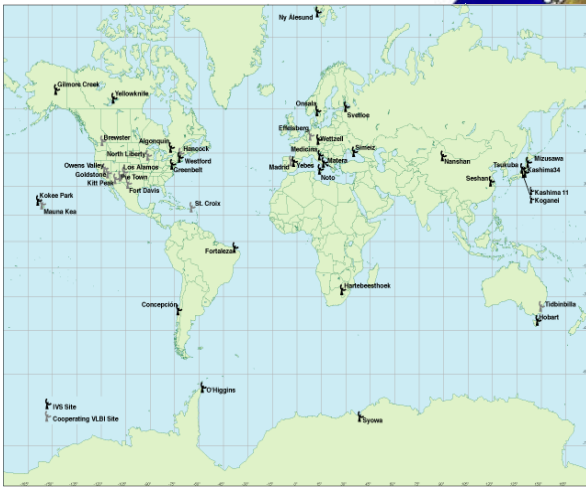 Ny Alesund
Gilmore Creek
Yellowknife
Onsala
Svetloe
Effelsberg
Brewster
Algonquin
Wettzell
North Liberty
Hancock
Medicina
Simeiz
Mizusawa
Westford
Nanshan
Tsukuba
Owens Valley
Los Alamos
Greenbelt
Madrid
Yebes
Matera
Kashima34
Goldstone
Pie Town
Noto
Seshan
Kitt Peak
Fort Davis
Kashima 11
Kokee Park
St. Croix
Koganei
Mauna Kea
Fortaleza
Hartebeesthoek
Concepción
Tidbinbilla
Hobart
O'Higgins
IVS Site
Cooperating VLBI Site
Syowa